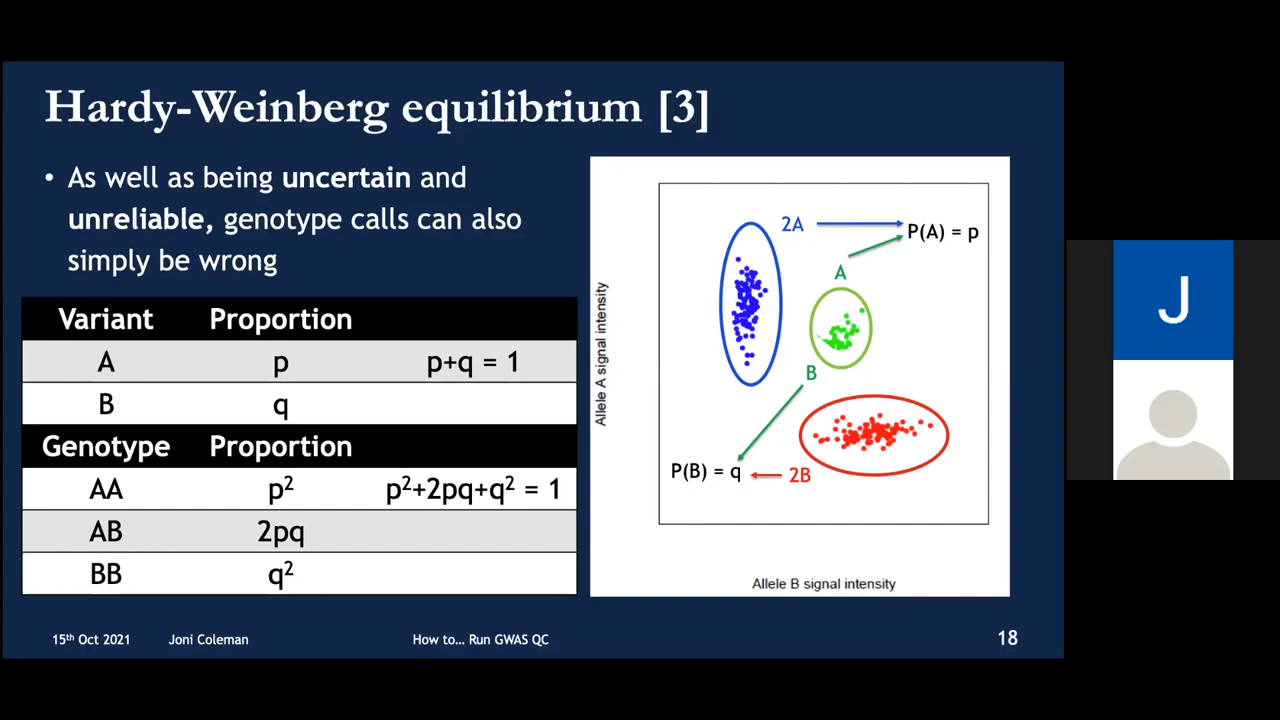 Hardy-Weinberg equilibrium [3]
• As well as being uncertain and
unreliable, genotype calls can also
simply be wrong
Variant Proportion
A p p+q = 1
B q
Genotype Proportion
AA p² p²+2pq+q² = 1
AB 2pq
BB q²
Allele A signal intensity
2A
P(A) = p
A
B
P(B) = q
2B
Allele B signal intensity
15th Oct 2021 Joni Coleman How to... Run GWAS QC 18
J